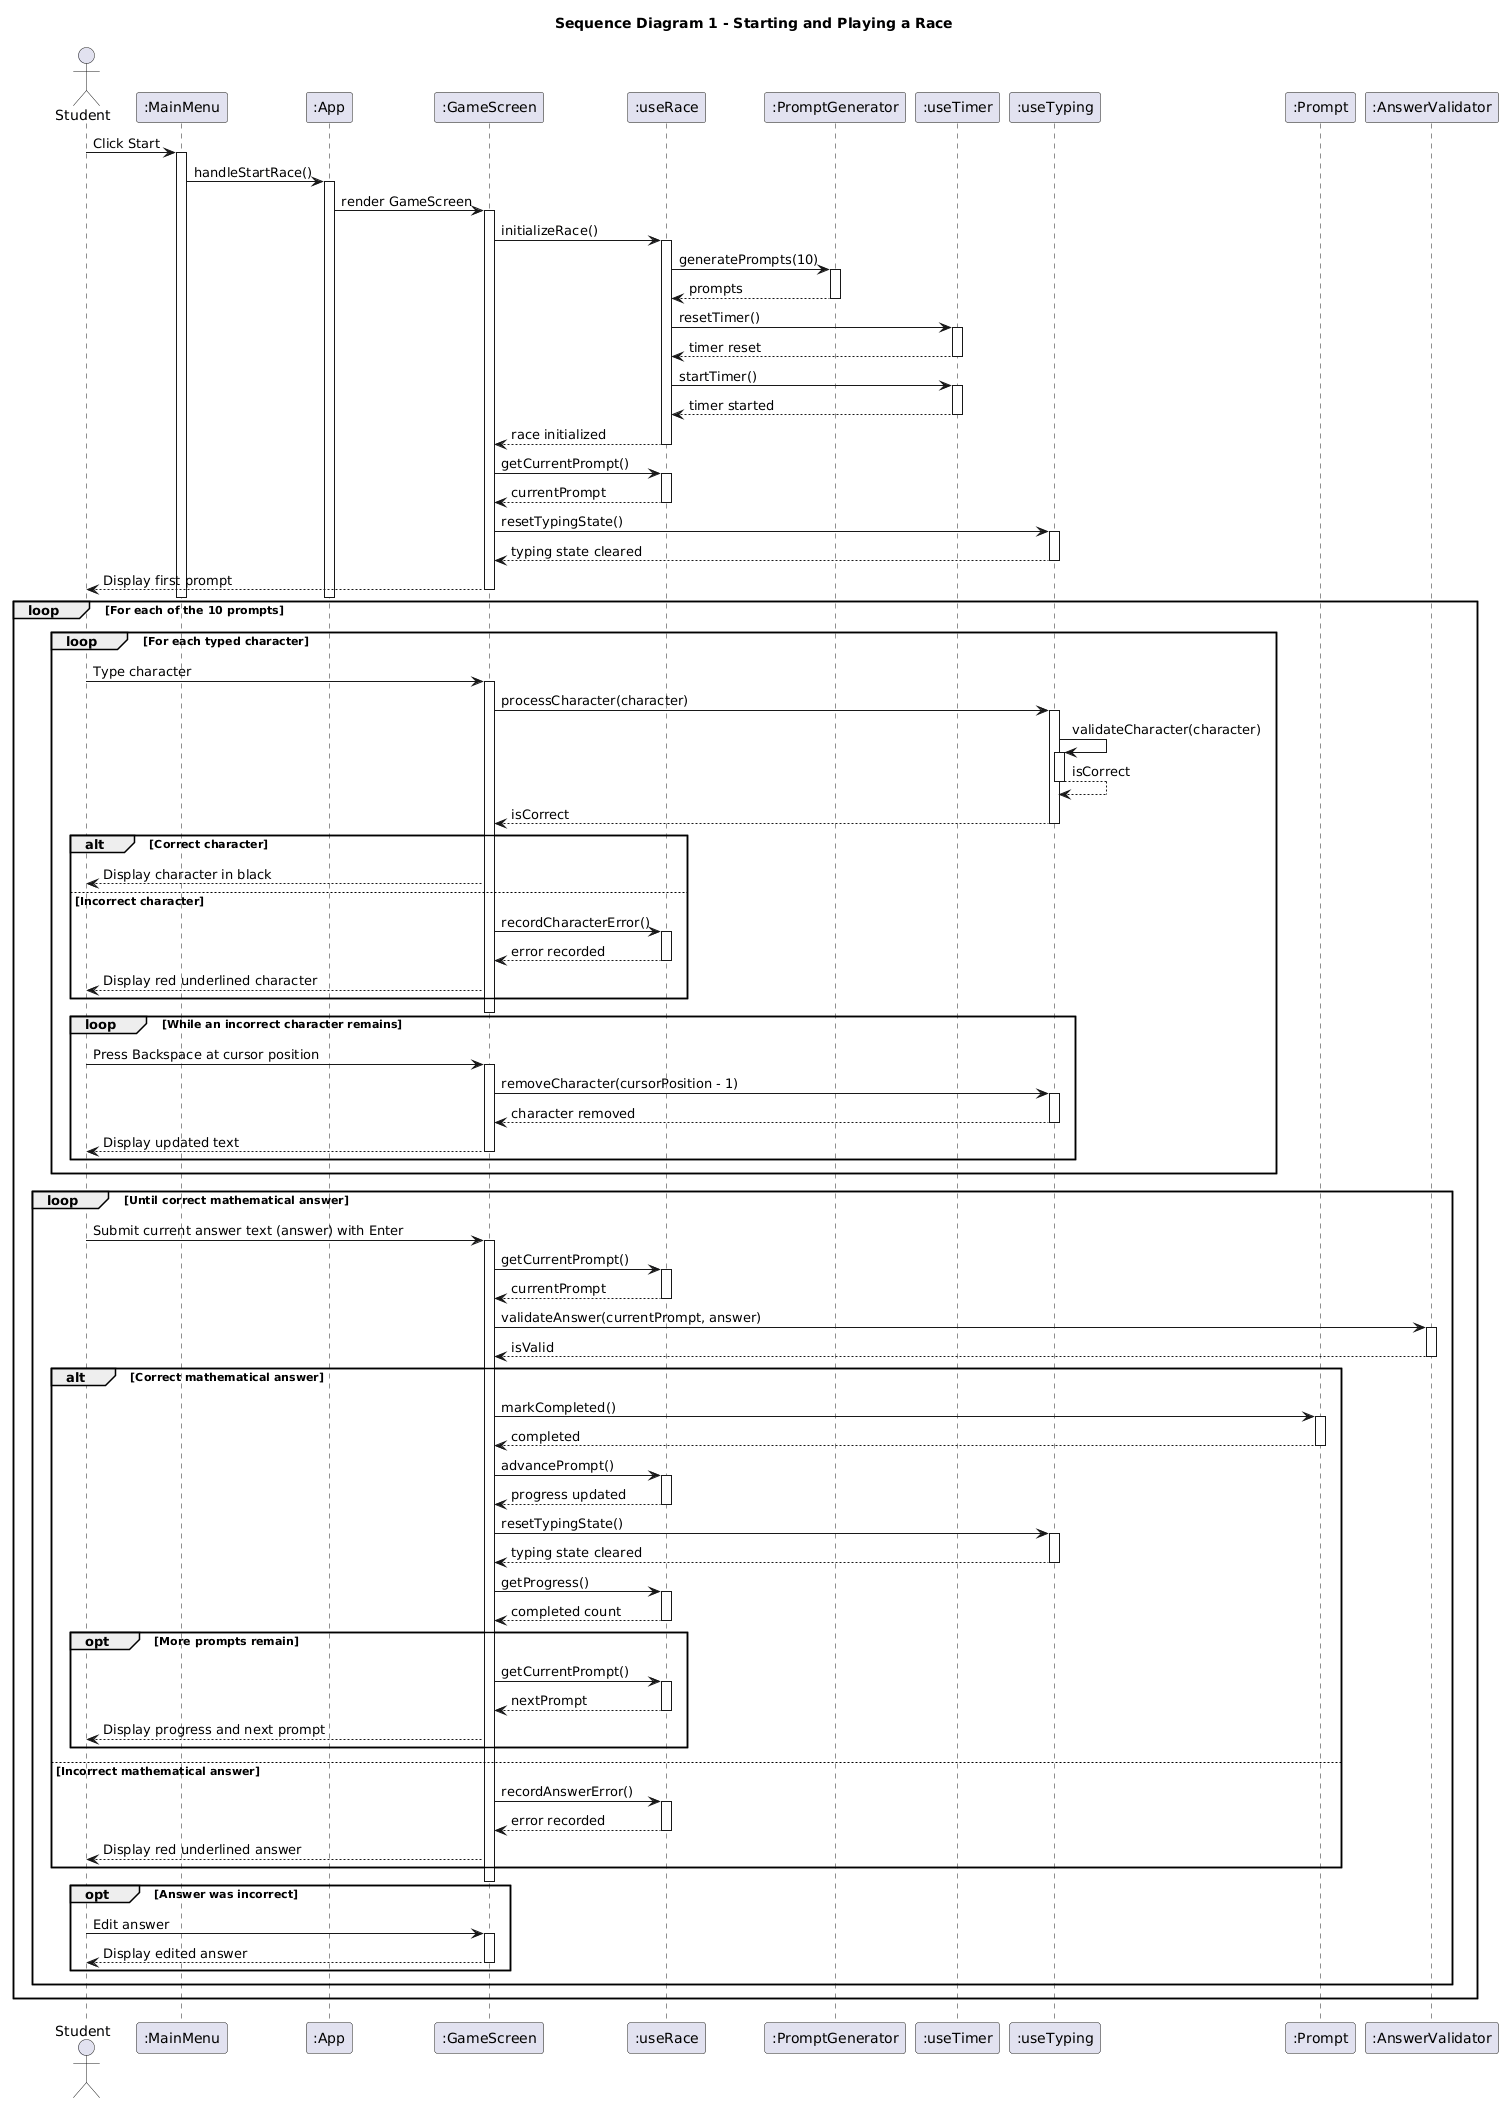 Sequence Diagram 1 - Starting and Playing a Race
Student
:MainMenu
:App
:GameScreen
:useRace
:PromptGenerator
:useTimer
:useTyping
:Prompt
:AnswerValidator
Click Start
handleStartRace()
render GameScreen
initializeRace()
generatePrompts(10)
prompts
resetTimer()
timer reset
startTimer()
timer started
race initialized
getCurrentPrompt()
currentPrompt
resetTypingState()
typing state cleared
Display first prompt
loop [For each of the 10 prompts]
loop [For each typed character]
Type character
processCharacter(character)
validateCharacter(character)
isCorrect
isCorrect
alt [Correct character]
Display character in black
[Incorrect character]
recordCharacterError()
error recorded
Display red underlined character
loop [While an incorrect character remains]
Press Backspace at cursor position
removeCharacter(cursorPosition - 1)
character removed
Display updated text
loop [Until correct mathematical answer]
Submit current answer text (answer) with Enter
getCurrentPrompt()
currentPrompt
validateAnswer(currentPrompt, answer)
isValid
alt [Correct mathematical answer]
markCompleted()
completed
advancePrompt()
progress updated
resetTypingState()
typing state cleared
getProgress()
completed count
opt [More prompts remain]
getCurrentPrompt()
nextPrompt
Display progress and next prompt
[Incorrect mathematical answer]
recordAnswerError()
error recorded
Display red underlined answer
opt [Answer was incorrect]
Edit answer
Display edited answer
Student
:MainMenu
:App
:GameScreen
:useRace
:PromptGenerator
:useTimer
:useTyping
:Prompt
:AnswerValidator